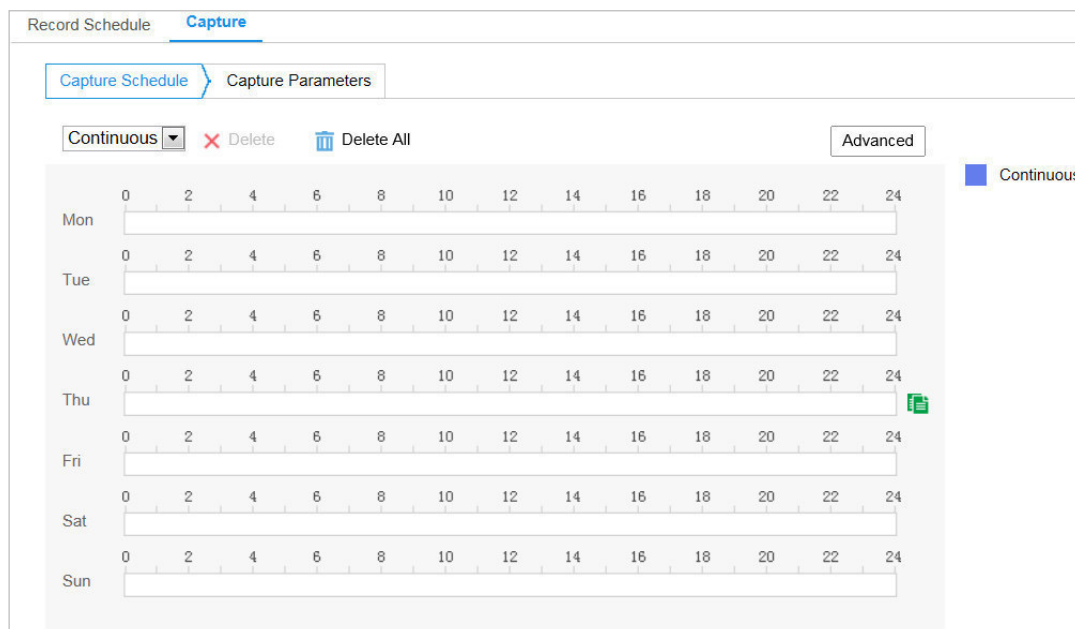 Record Schedule Capture
Capture Schedule Capture Parameters
Continuous Delete Delete All Advanced
Continuous
0 2 4 6 8 10 12 14 16 18 20 22 24
Mon
0 2 4 6 8 10 12 14 16 18 20 22 24
Tue
0 2 4 6 8 10 12 14 16 18 20 22 24
Wed
0 2 4 6 8 10 12 14 16 18 20 22 24
Thu
0 2 4 6 8 10 12 14 16 18 20 22 24
Fri
0 2 4 6 8 10 12 14 16 18 20 22 24
Sat
0 2 4 6 8 10 12 14 16 18 20 22 24
Sun